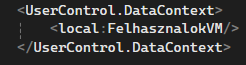 <UserControl.DataContext>
<local:FelhasznalokVM/>
</UserControl.DataContext>